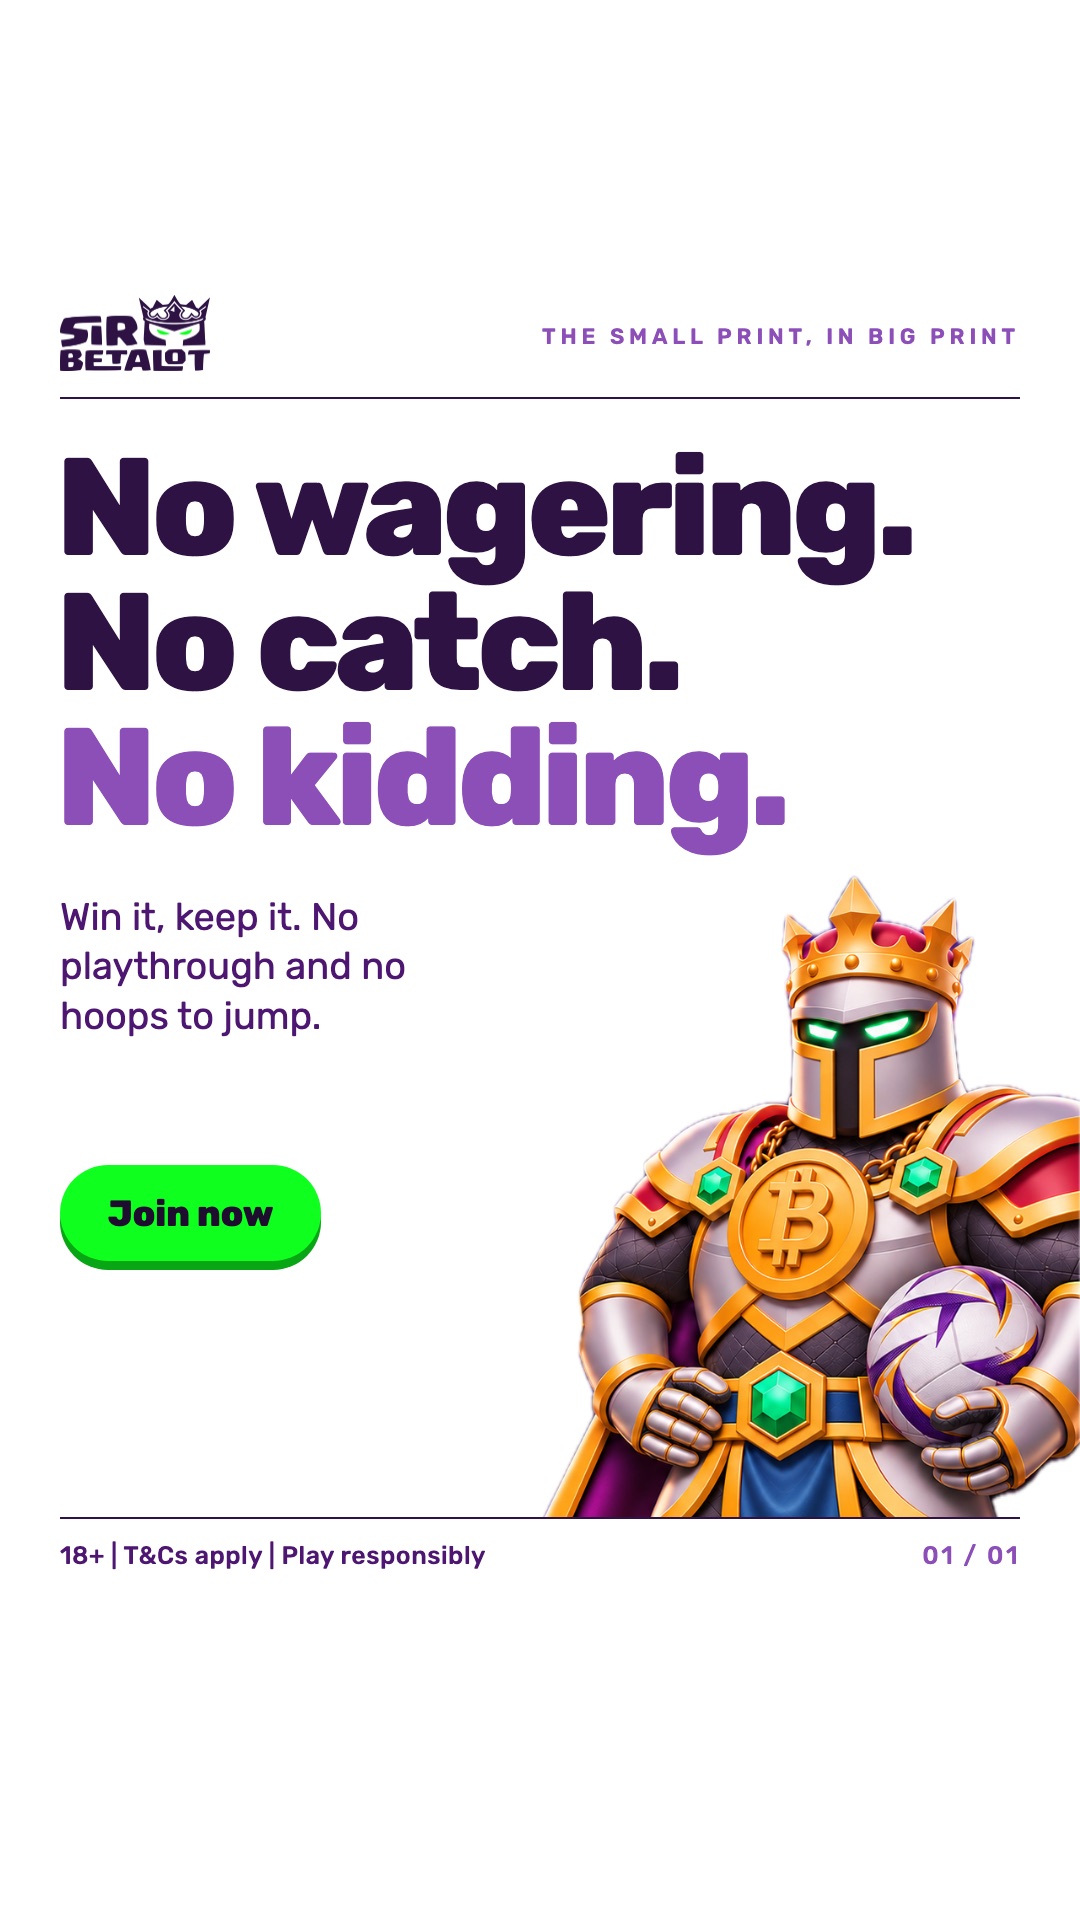 SiR
BETALOT
THE SMALL PRINT, IN BIG PRINT
No wagering.
No catch.
No kidding.
Win it, keep it. No
playthrough and no
hoops to jump.
Join now
18+ | T&Cs apply | Play responsibly
01 / 01